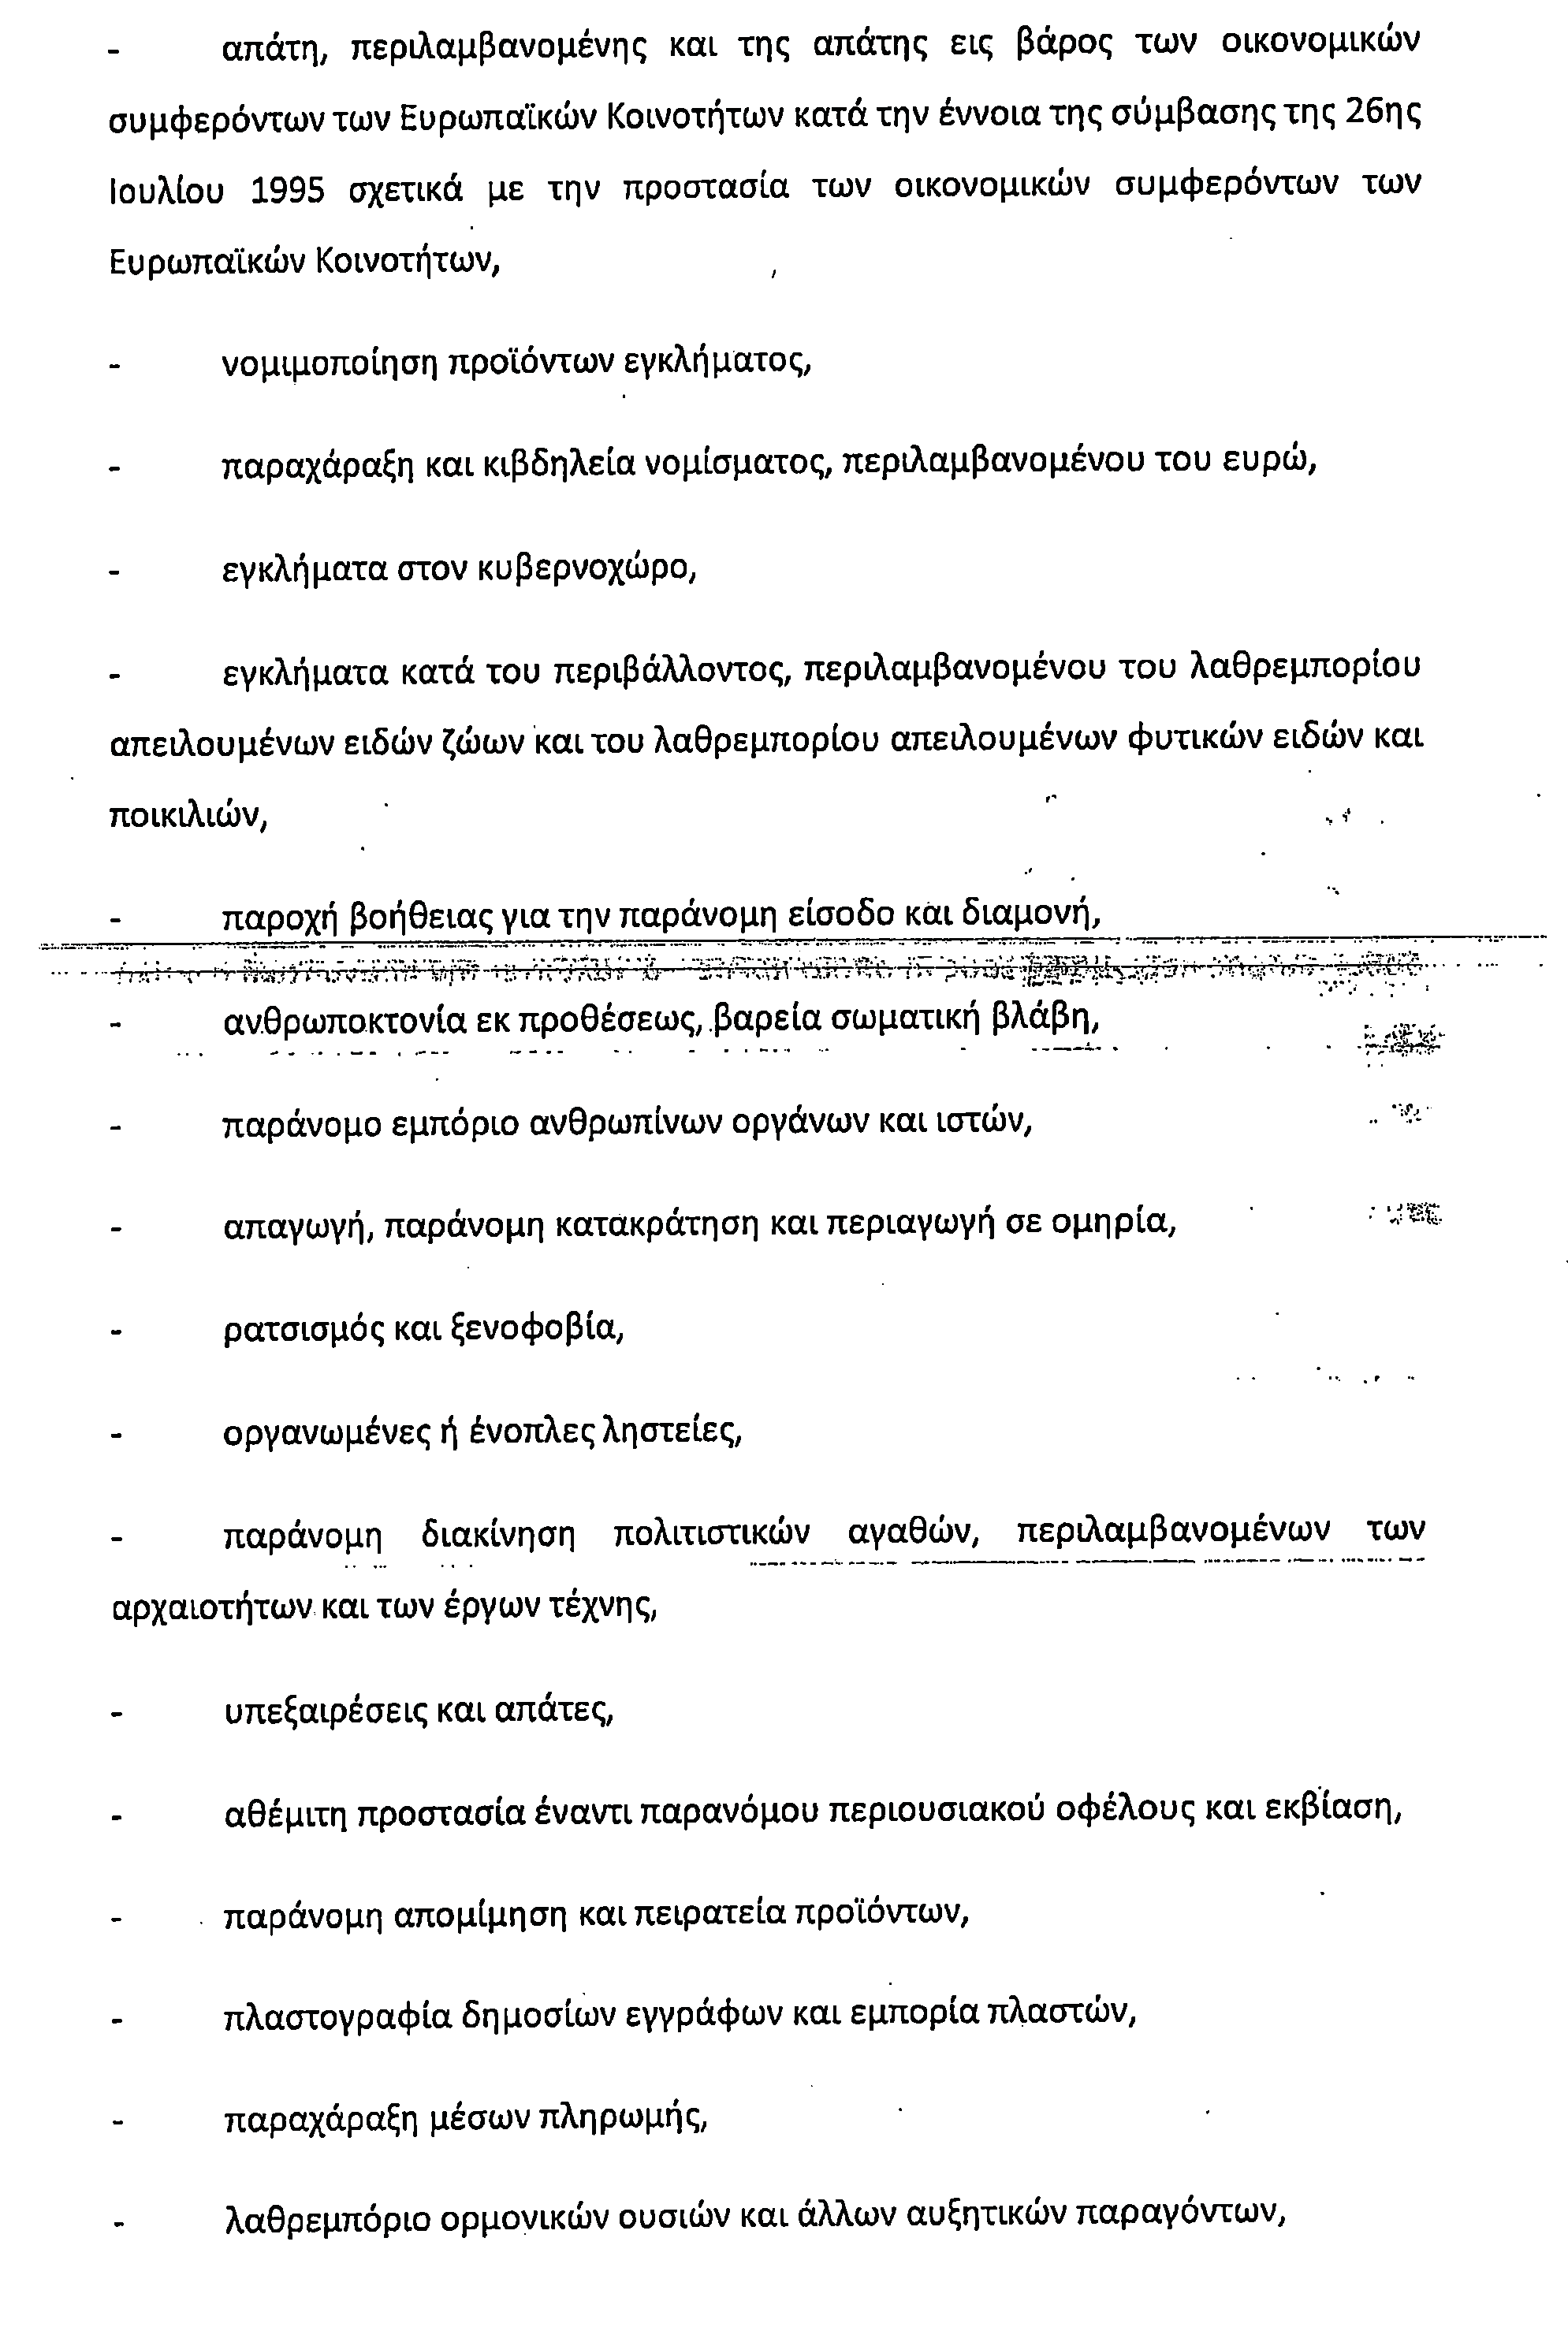 - απάτη, περιλαμβανομένης και της απάτης εις βάρος των οικονομικών
συμφερόντων των Ευρωπαϊκών Κοινοτήτων κατά την έννοια της σύμβασης της 26ης
Ιουλίου 1995 σχετικά με την προστασία των οικονομικών συμφερόντων των
Ευρωπαϊκών Κοινοτήτων,
- νομιμοποίηση προϊόντων εγκλήματος,
- παραχάραξη και κιβδηλεία νομίσματος, περιλαμβανομένου του ευρώ,
- εγκλήματα στον κυβερνοχώρο,
- εγκλήματα κατά του περιβάλλοντος, περιλαμβανομένου του λαθρεμπορίου
απειλουμένων ειδών ζώων και του λαθρεμπορίου απειλουμένων φυτικών ειδών και
ποικιλιών,
- παροχή βοήθειας για την παράνομη είσοδο και διαμονή,
- ανθρωποκτονία εκ προθέσεως, βαρεία σωματική βλάβη,
- παράνομο εμπόριο ανθρωπίνων οργάνων και ιστών,
- απαγωγή, παράνομη κατακράτηση και περιαγωγή σε ομηρία,
- ρατσισμός και ξενοφοβία,
- οργανωμένες ή ένοπλες ληστείες,
- παράνομη διακίνηση πολιτιστικών αγαθών, περιλαμβανομένων των
αρχαιοτήτων και των έργων τέχνης,
- υπεξαιρέσεις και απάτες,
- αθέμιτη προστασία έναντι παρανόμου περιουσιακού οφέλους και εκβίαση,
- παράνομη απομίμηση και πειρατεία προϊόντων,
- πλαστογραφία δημοσίων εγγράφων και εμπορία πλαστών,
- παραχάραξη μέσων πληρωμής,
- λαθρεμπόριο ορμονικών ουσιών και άλλων αυξητικών παραγόντων,